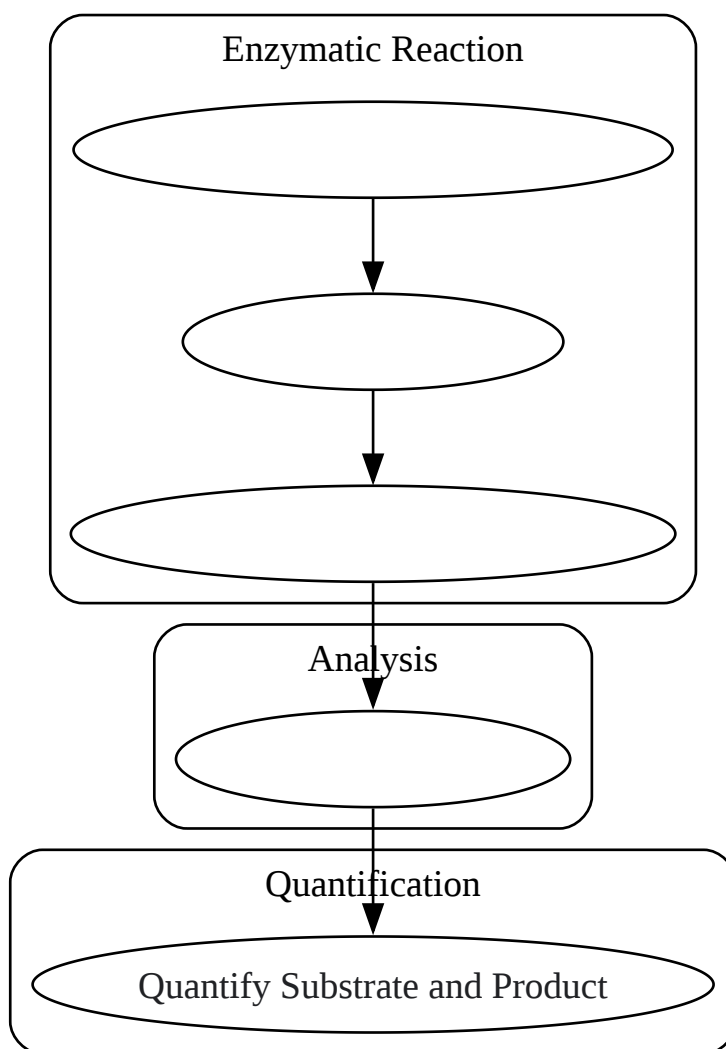 Enzymatic Reaction
Analysis
Quantification
Quantify Substrate and Product